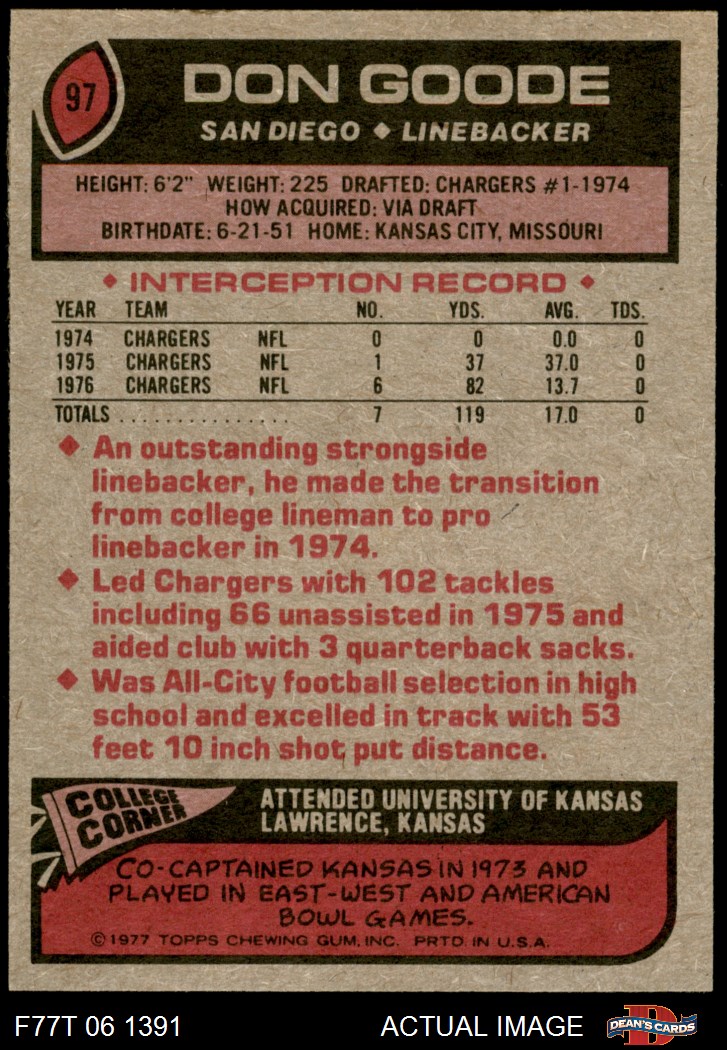 97
DON GOODE
SAN DIEGO ◆ LINEBACKER
HEIGHT: 6'2" WEIGHT: 225 DRAFTED: CHARGERS #1-1974
HOW ACQUIRED: VIA DRAFT
BIRTHDATE: 6-21-51 HOME: KANSAS CITY, MISSOURI
◆ INTERCEPTION RECORD ◆
YEAR TEAM NO. YDS. AVG. TDS.
1974 CHARGERS NFL 0 0 0.0 0
1975 CHARGERS NFL 1 37 37.0 0
1976 CHARGERS NFL 6 82 13.7 0
TOTALS . . . . . . . . . . . . . . . 7 119 17.0 0
◆ An outstanding strongside
linebacker, he made the transition
from college lineman to pro
linebacker in 1974.
◆ Led Chargers with 102 tackles
including 66 unassisted in 1975 and
aided club with 3 quarterback sacks.
◆ Was All-City football selection in high
school and excelled in track with 53
feet 10 inch shot put distance.
COLLEGE
CORNER
ATTENDED UNIVERSITY OF KANSAS
LAWRENCE, KANSAS
CO-CAPTAINED KANSAS IN 1973 AND
PLAYED IN EAST-WEST AND AMERICAN
BOWL GAMES.
©1977 TOPPS CHEWING GUM, INC. PRTD. IN U.S.A.
F77T 06 1391 ACTUAL IMAGE D DEAN'S CARDS